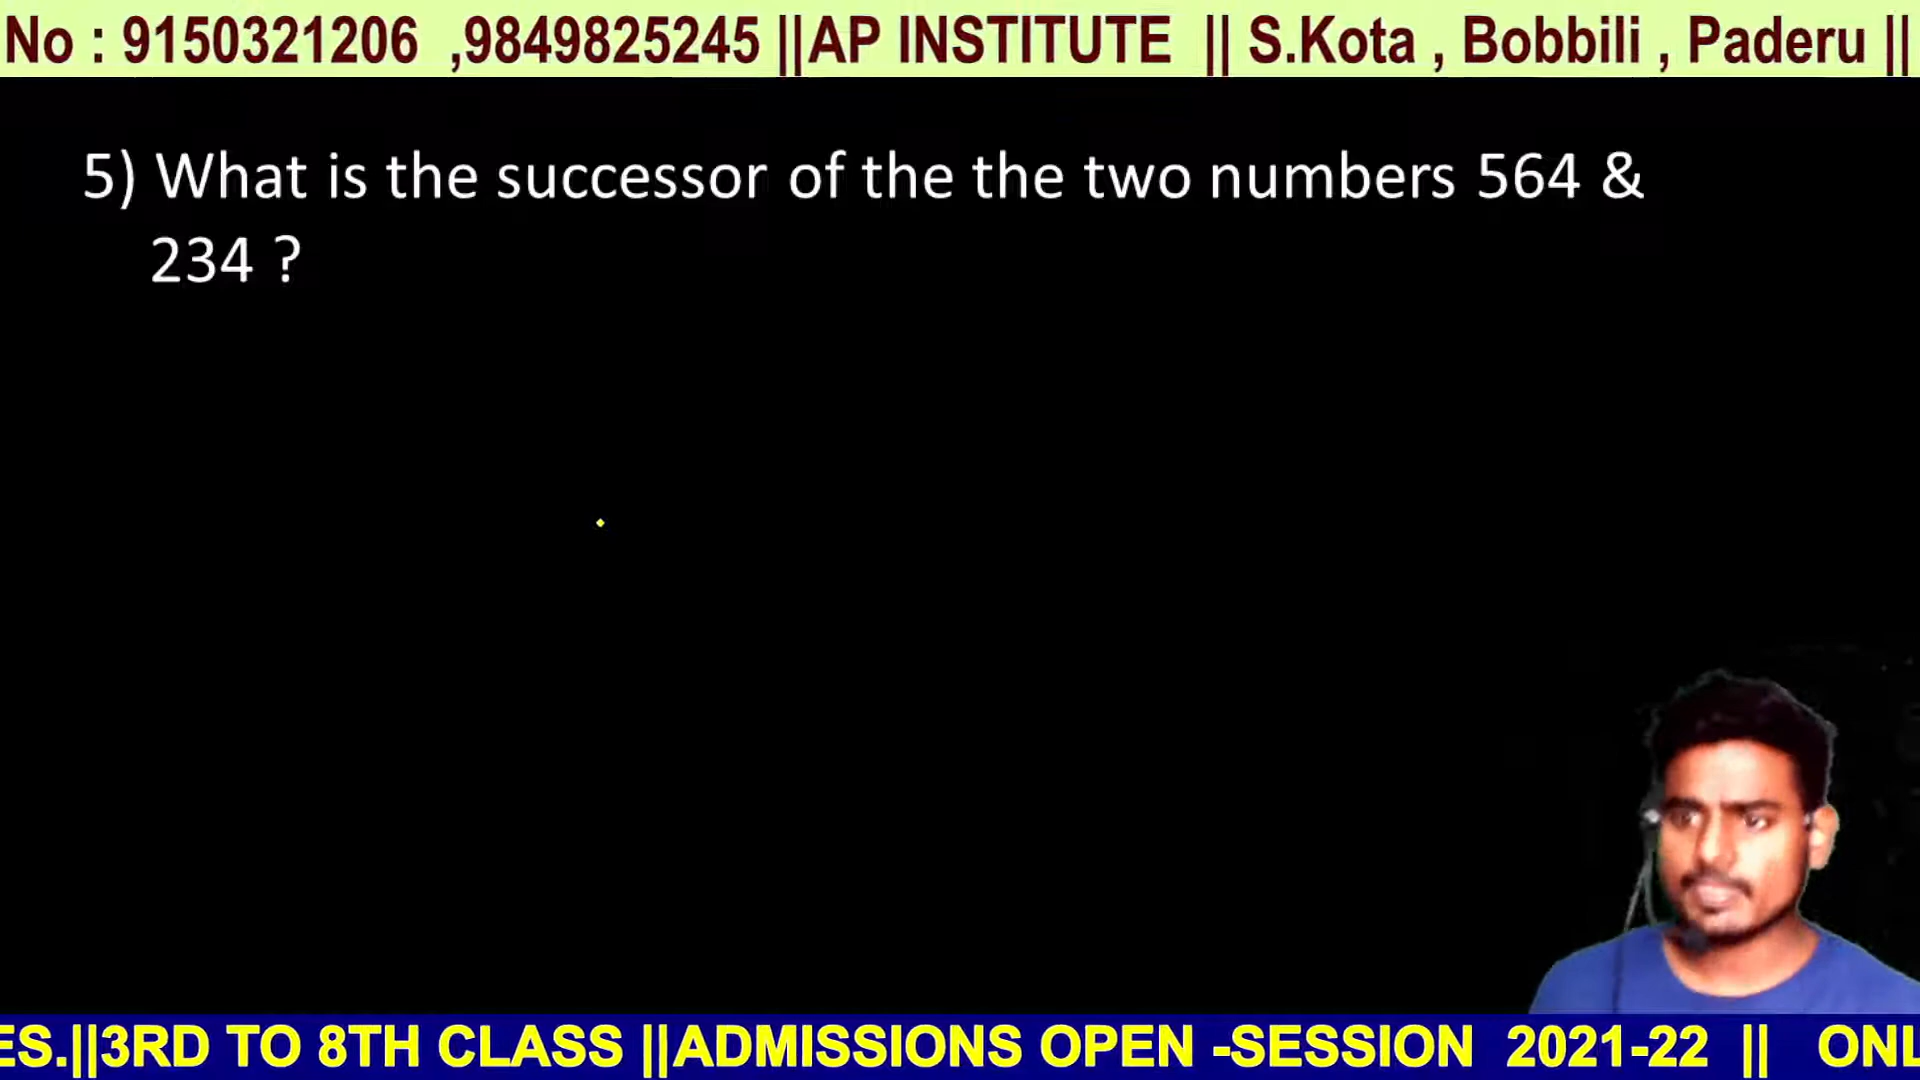 No : 9150321206 ,9849825245 ||AP INSTITUTE || S.Kota , Bobbili , Paderu ||
5) What is the successor of the the two numbers 564 &
234 ?
ES.||3RD TO 8TH CLASS ||ADMISSIONS OPEN -SESSION 2021-22 || ONL